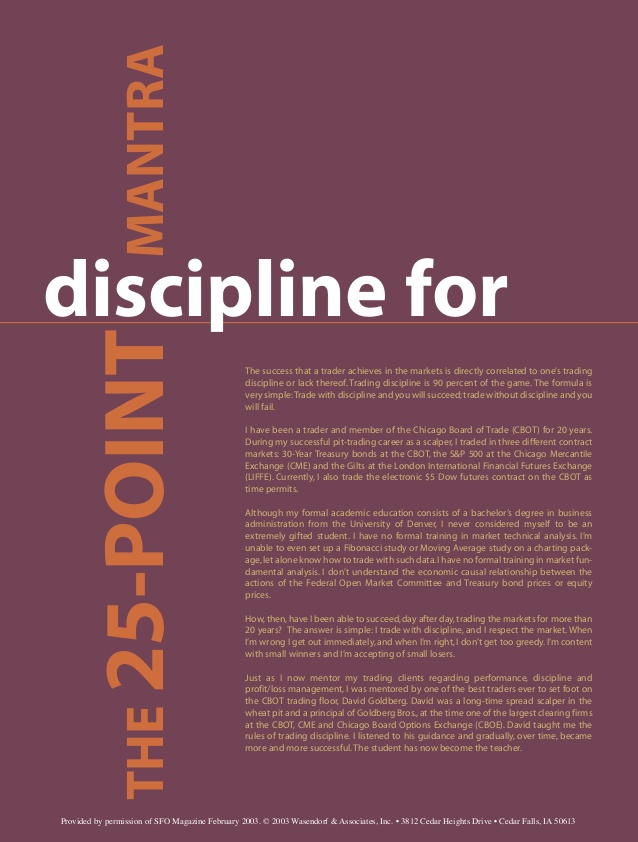 THE 25-POINT MANTRA
discipline for
The success that a trader achieves in the markets is directly correlated to one's trading
discipline or lack thereof. Trading discipline is 90 percent of the game. The formula is
very simple: Trade with discipline and you will succeed; trade without discipline and you
will fail.
I have been a trader and member of the Chicago Board of Trade (CBOT) for 20 years.
During my successful pit-trading career as a scalper, I traded in three different contract
markets: 30-Year Treasury bonds at the CBOT, the S&P 500 at the Chicago Mercantile
Exchange (CME) and the Gilts at the London International Financial Futures Exchange
(LIFFE). Currently, I also trade the electronic $5 Dow futures contract on the CBOT as
time permits.
Although my formal academic education consists of a bachelor's degree in business
administration from the University of Denver, I never considered myself to be an
extremely gifted student. I have no formal training in market technical analysis. I'm
unable to even set up a Fibonacci study or Moving Average study on a charting pack-
age, let alone know how to trade with such data. I have no formal training in market fun-
damental analysis. I don't understand the economic causal relationship between the
actions of the Federal Open Market Committee and Treasury bond prices or equity
prices.
How, then, have I been able to succeed, day after day, trading the markets for more than
20 years? The answer is simple: I trade with discipline, and I respect the market. When
I'm wrong I get out immediately, and when I'm right, I don't get too greedy. I'm content
with small winners and I'm accepting of small losers.
Just as I now mentor my trading clients regarding performance, discipline and
profit/loss management, I was mentored by one of the best traders ever to set foot on
the CBOT trading floor, David Goldberg. David was a long-time spread scalper in the
wheat pit and a principal of Goldberg Bros., at the time one of the largest clearing firms
at the CBOT, CME and Chicago Board Options Exchange (CBOE). David taught me the
rules of trading discipline. I listened to his guidance and gradually, over time, became
more and more successful. The student has now become the teacher.
Provided by permission of SFO Magazine February 2003. © 2003 Wasendorf & Associates, Inc. • 3812 Cedar Heights Drive • Cedar Falls, IA 50613